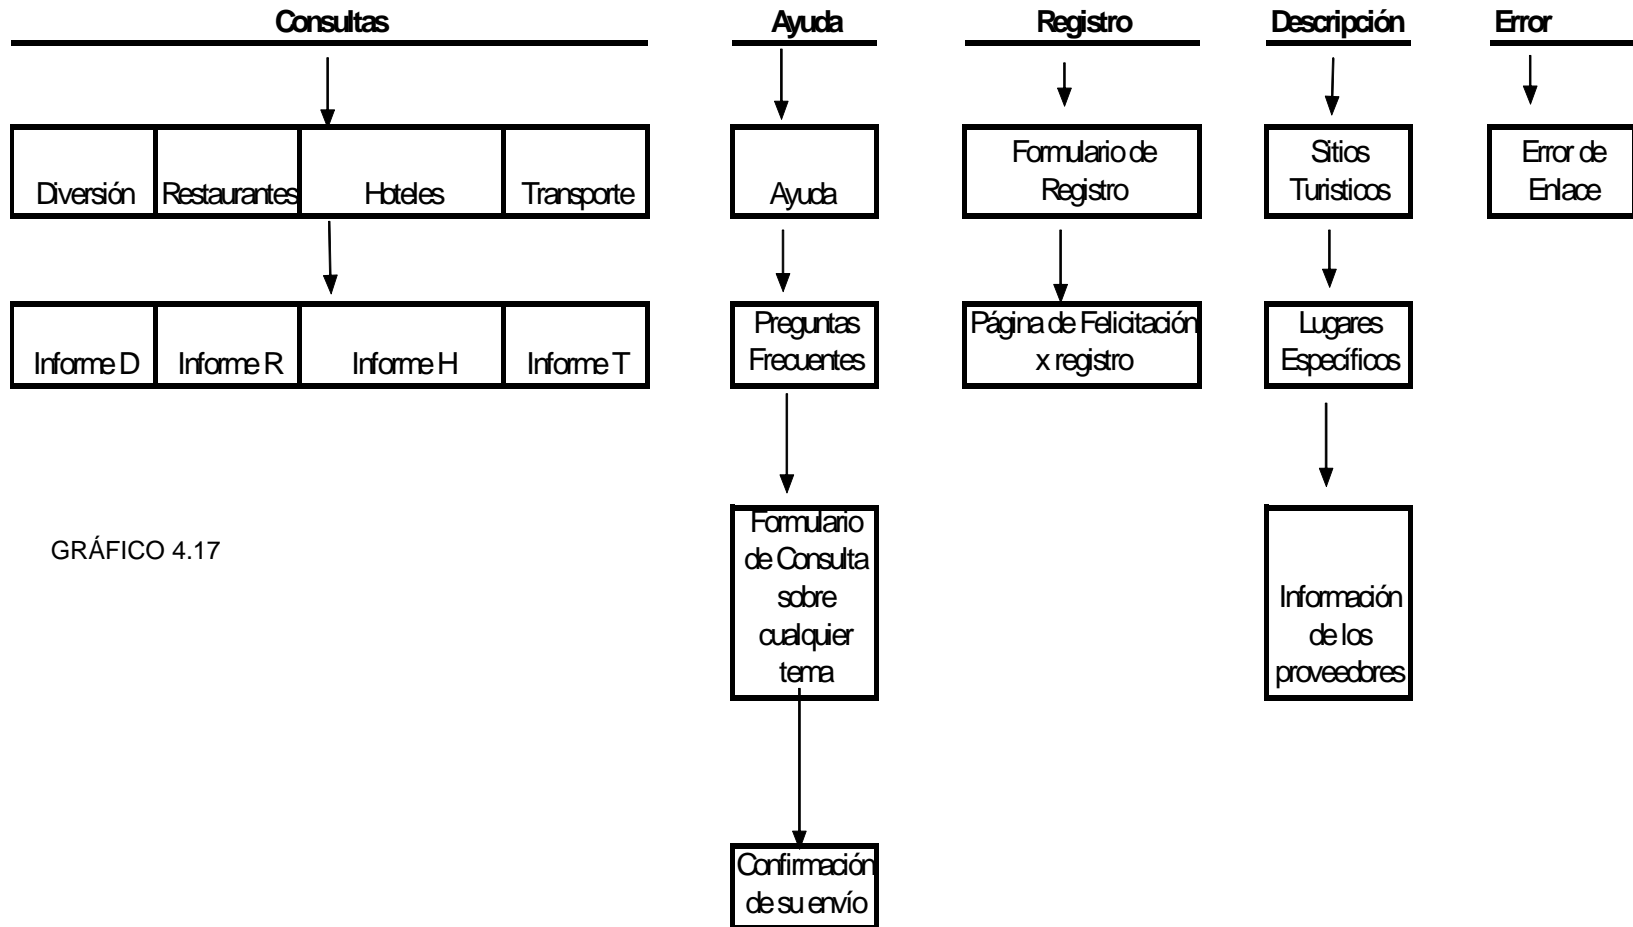 Consultas
Ayuda
Registro
Descripción
Error
Diversión
Restaurantes
Hoteles
Transporte
Ayuda
Formulario de
Registro
Sitios
Turisticos
Error de
Enlace
Informe D
Informe R
Informe H
Informe T
Preguntas
Frecuentes
Página de Felicitación
x registro
Lugares
Específicos
GRÁFICO 4.17
Formulario
de Consulta
sobre
cualquier
tema
Información
de los
proveedores
Confirmación
de su envío